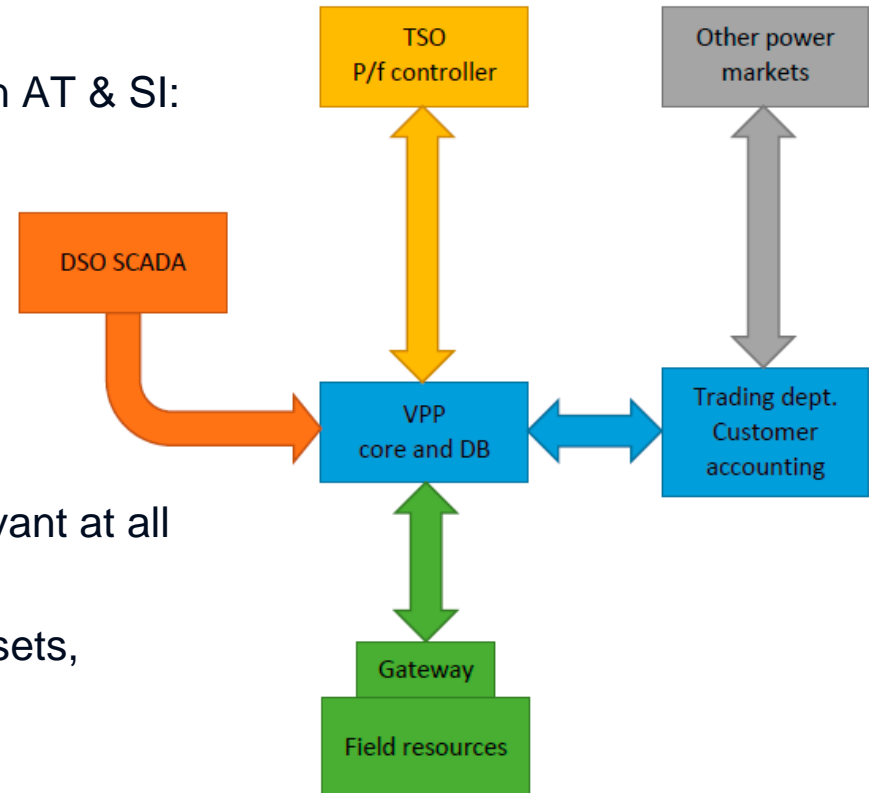 n AT & SI:
vant at all
sets,
TSO
P/f controller
Other power
markets
DSO SCADA
VPP
core and DB
Trading dept.
Customer
accounting
Gateway
Field resources